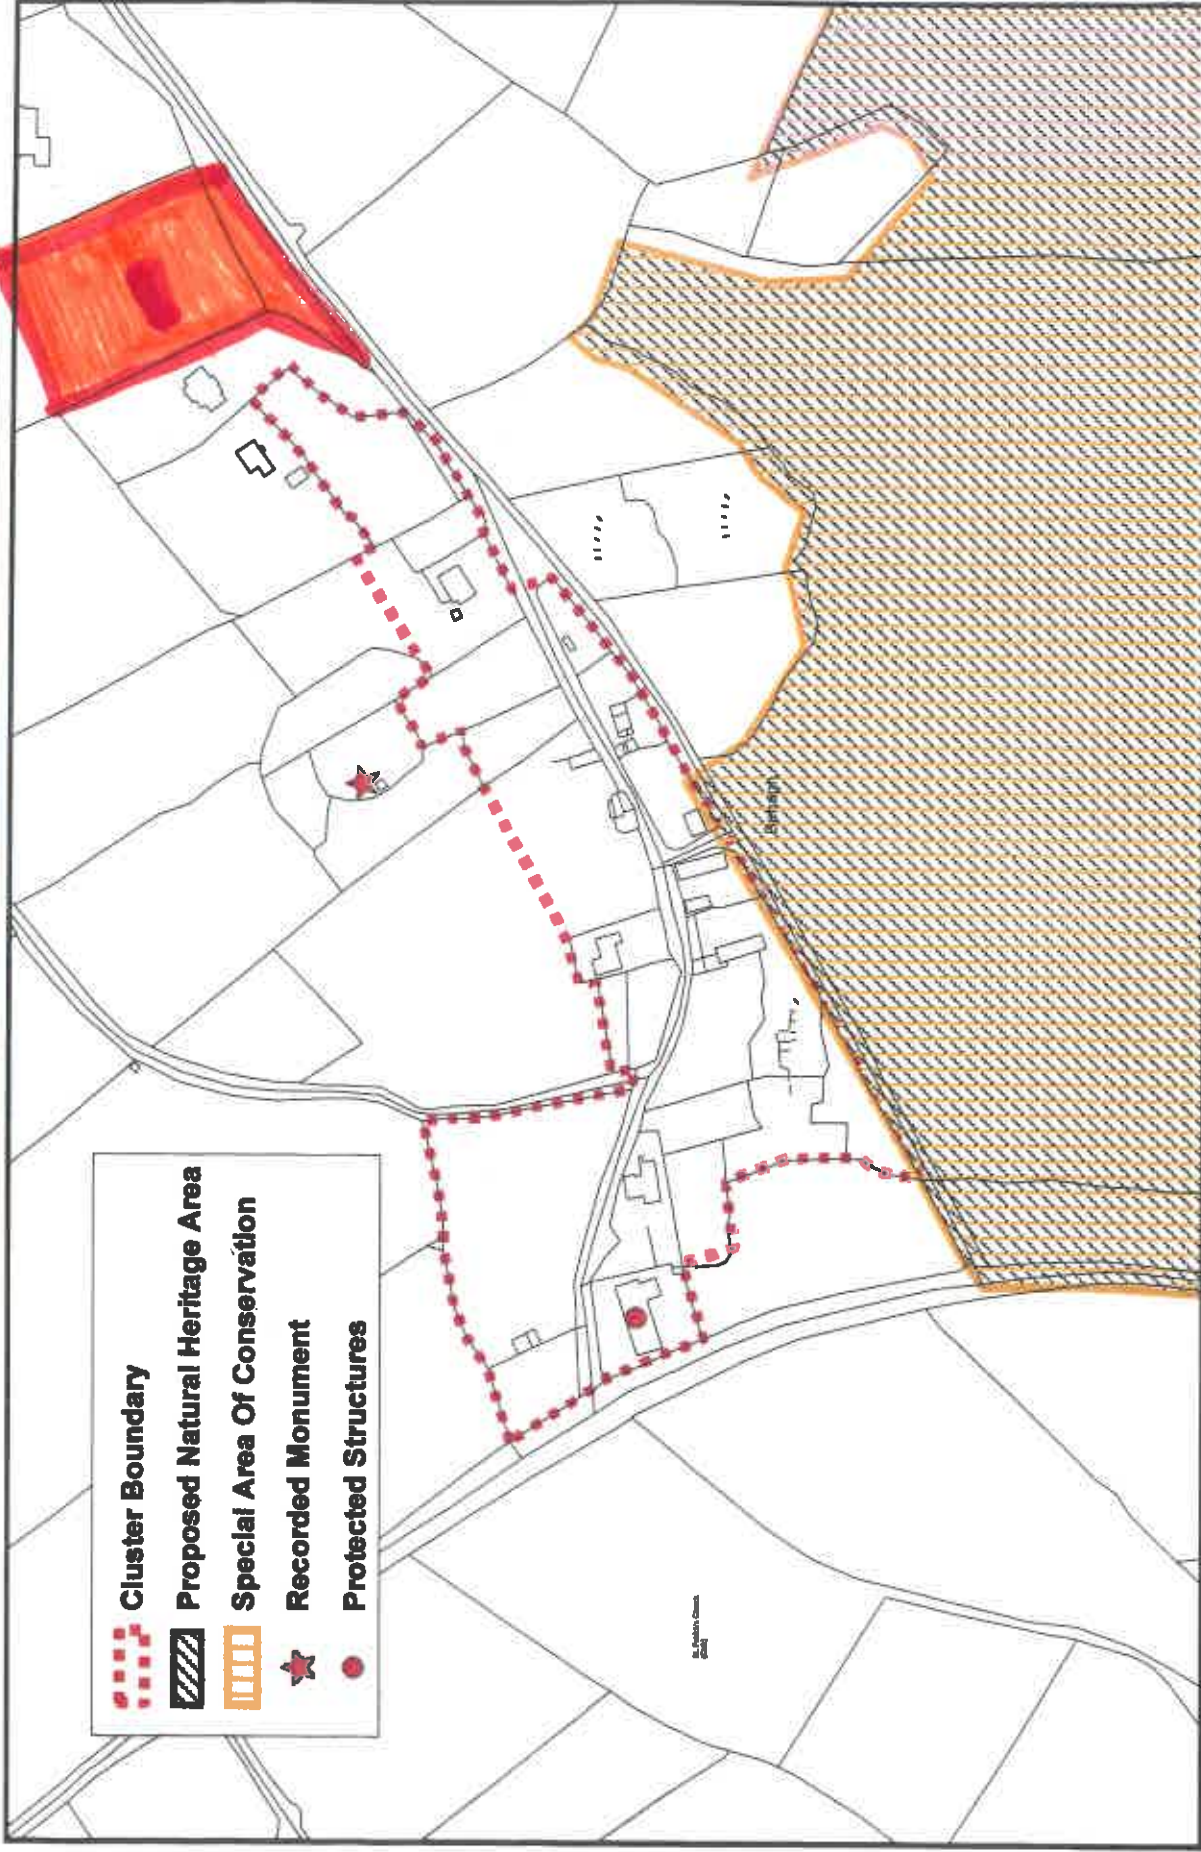 Cluster Boundary
Proposed Natural Heritage Area
Special Area Of Conservation
Recorded Monument
Protected Structures